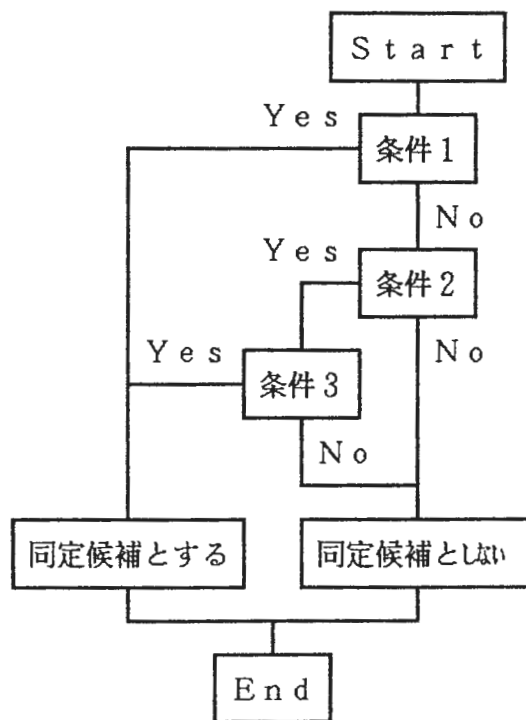 Start
Yes
条件1
No
Yes
条件2
Yes
No
条件3
No
同定候補とする
同定候補としない
End